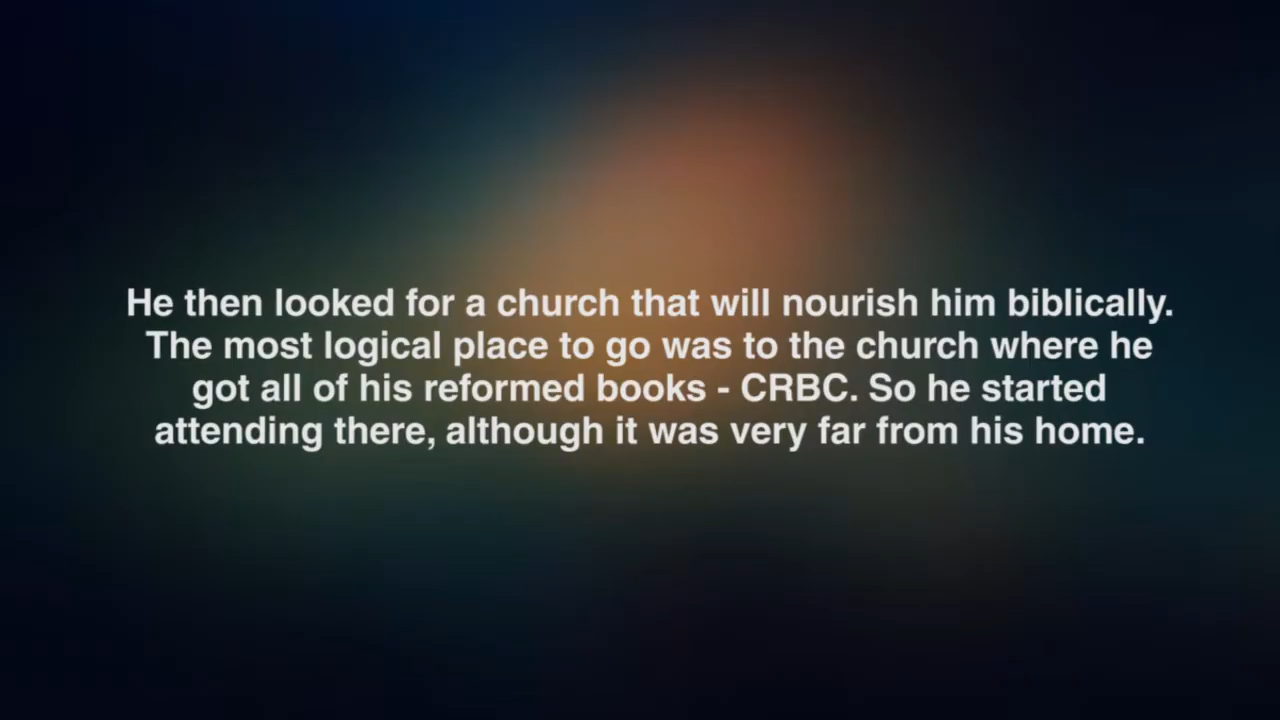 He then looked for a church that will nourish him biblically.
The most logical place to go was to the church where he
got all of his reformed books - CRBC. So he started
attending there, although it was very far from his home.